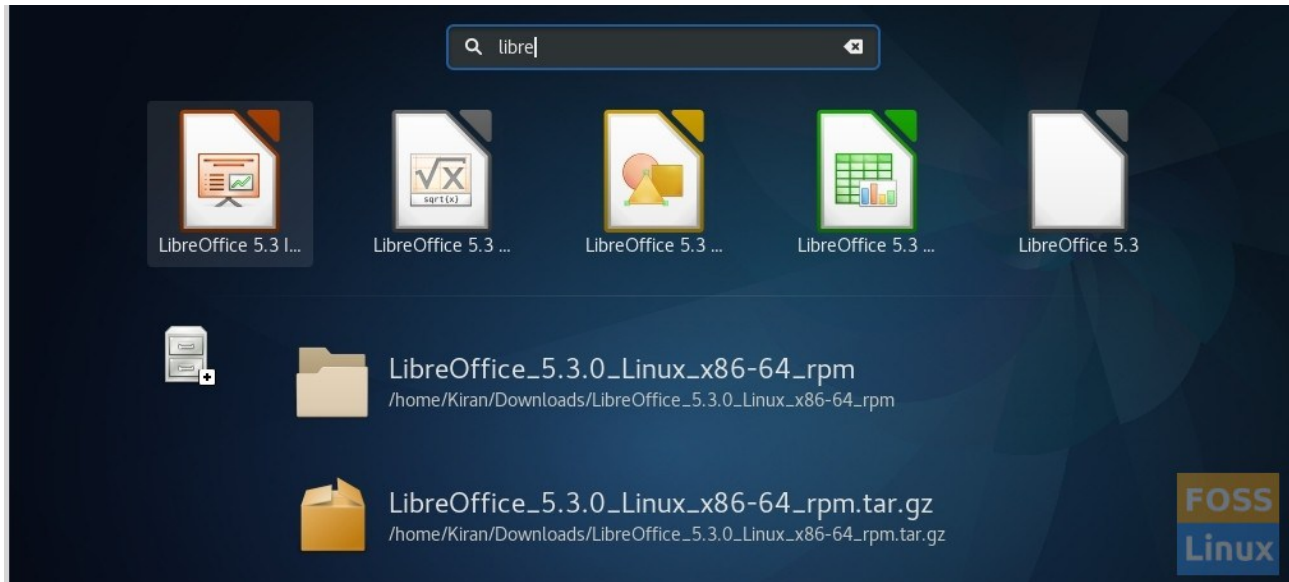 libre
√x
sqrt(x)
LibreOffice 5.3 I...
LibreOffice 5.3 ...
LibreOffice 5.3 ...
LibreOffice 5.3 ...
LibreOffice 5.3
LibreOffice_5.3.0_Linux_x86-64_rpm
/home/Kiran/Downloads/LibreOffice_5.3.0_Linux_x86-64_rpm
LibreOffice_5.3.0_Linux_x86-64_rpm.tar.gz
/home/Kiran/Downloads/LibreOffice_5.3.0_Linux_x86-64_rpm.tar.gz
FOSS
Linux